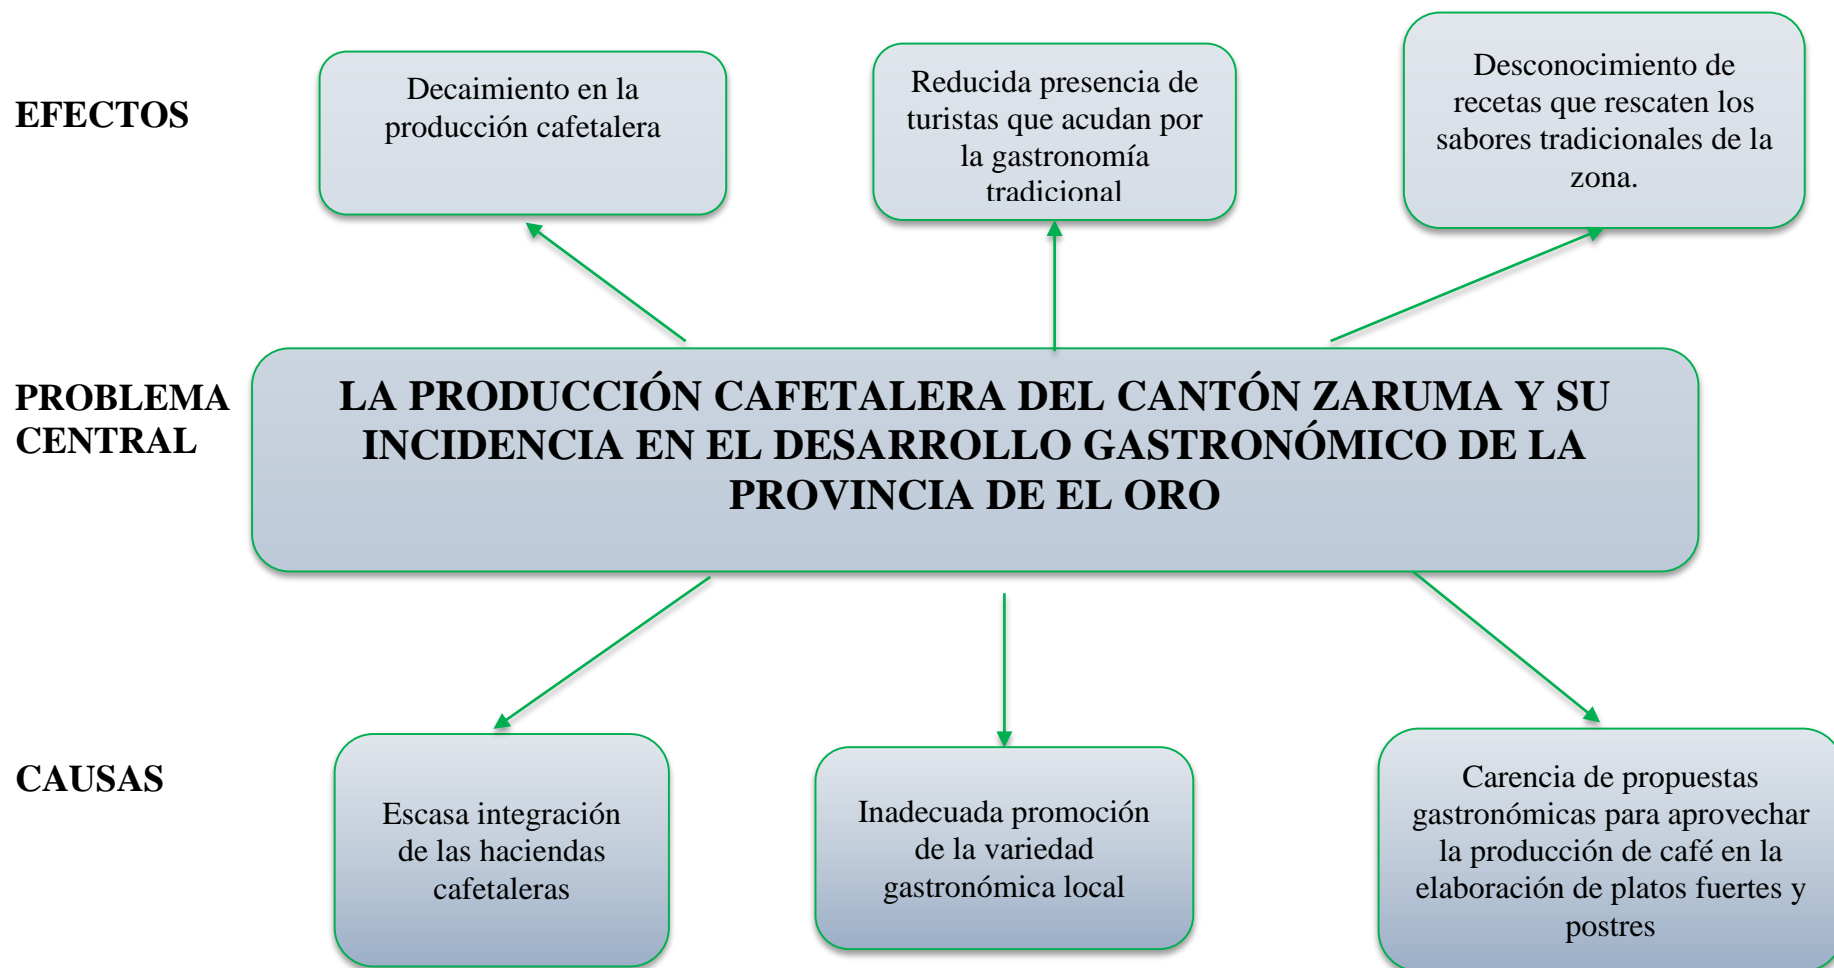 EFECTOS
Decaimiento en la
producción cafetalera
Reducida presencia de
turistas que acudan por
la gastronomía
tradicional
Desconocimiento de
recetas que rescaten los
sabores tradicionales de la
zona.
PROBLEMA
CENTRAL
LA PRODUCCIÓN CAFETALERA DEL CANTÓN ZARUMA Y SU
INCIDENCIA EN EL DESARROLLO GASTRONÓMICO DE LA
PROVINCIA DE EL ORO
CAUSAS
Escasa integración
de las haciendas
cafetaleras
Inadecuada promoción
de la variedad
gastronómica local
Carencia de propuestas
gastronómicas para aprovechar
la producción de café en la
elaboración de platos fuertes y
postres